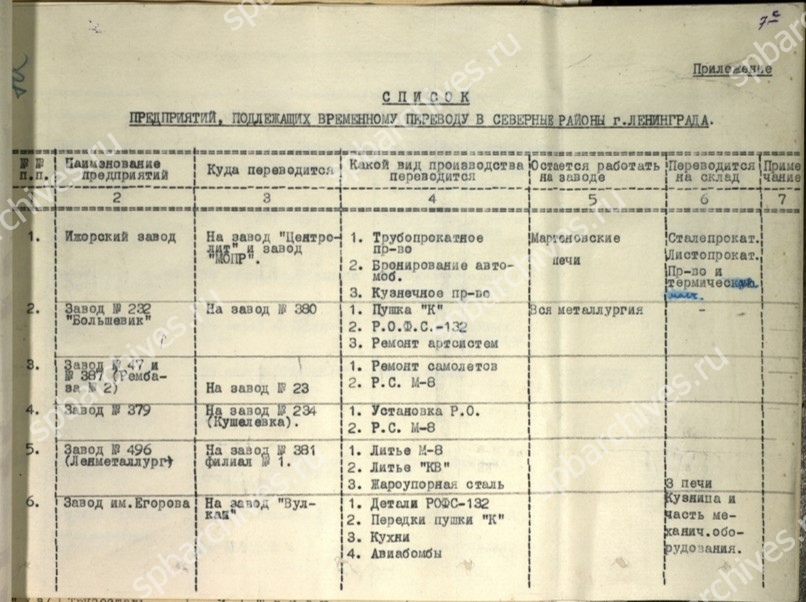 7с
Приложение
СПИСОК
ПРЕДПРИЯТИЙ, ПОДЛЕЖАЩИХ ВРЕМЕННОМУ ПЕРЕВОДУ В СЕВЕРНЫЕ РАЙОНЫ г.ЛЕНИНГРАДА.
№№ п.п. Наименование предприятий Куда переводится Какой вид производства переводится Остается работать на заводе Переводится на склад Примечание
2 3 4 5 6 7
1. Ижорский завод На завод "Центро- 1. Трубопрокатное Мартеновские Сталепрокат.
лит" и завод пр-во печи Листопрокат.
"МОПР". 2. Бронирование авто- Пр-во и
моб. термическ
3. Кузнечное пр-во
2. Завод № 232 На завод № 380 1. Пушка "К" Вся металлургия -
"Большевик" 2. Р.О.Ф.С.-132
3. Ремонт артсистем
3. Завод № 47 и 1. Ремонт самолетов
№ 387 (Ремба- 2. Р.С. М-8
за № 2) На завод № 23
4. Завод № 379 На завод № 234 1. Установка Р.О.
(Кушелевка). 2. Р.С. М-8
5. Завод № 496 На завод № 381 1. Литье М-8
(Ленметаллург) филиал № 1. 2. Литье "КВ"
3. Жароупорная сталь 3 печи
6. Завод им.Егорова На завод "Вул- 1. Детали РОФС-132 Кузница и
кан" 2. Передки пушки "К" часть ме-
3. Кухни ханич.обо-
4. Авиабомбы рудования.
spbarchives.ru